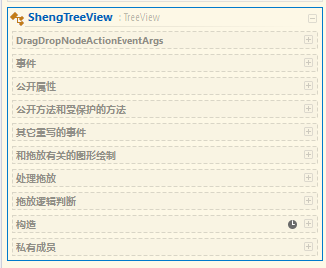 ShengTreeView : TreeView
DragDropNodeActionEventArgs
事件
公开属性
公开方法和受保护的方法
其它重写的事件
和拖放有关的图形绘制
处理拖放
拖放逻辑判断
构造
私有成员